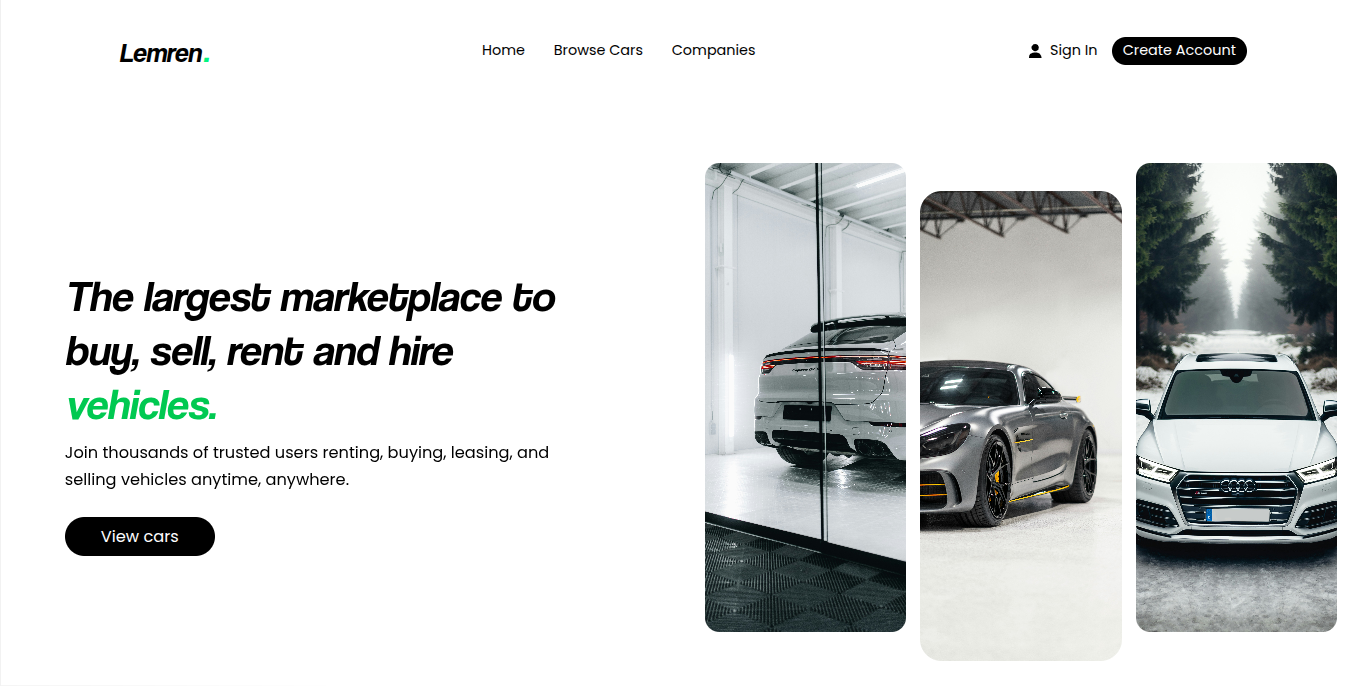 Lemren.
Home Browse Cars Companies Sign In Create Account
The largest marketplace to
buy, sell, rent and hire
vehicles.
Join thousands of trusted users renting, buying, leasing, and
selling vehicles anytime, anywhere.
View cars